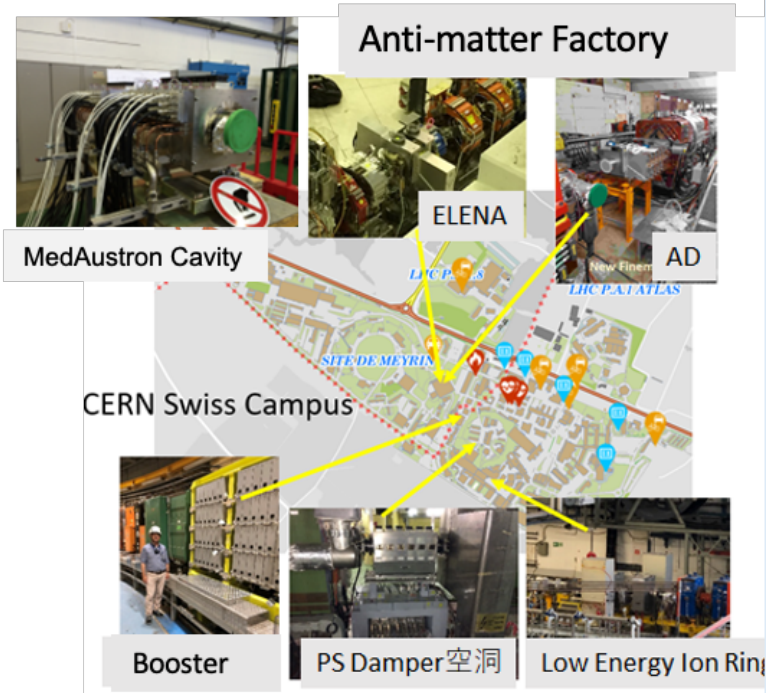 Anti-matter Factory
ELENA
New Finem
AD
MedAustron Cavity
LHC P.A.1 ATLAS
SITE DE MEYRIN
CERN Swiss Campus
Booster
PS Damper空洞
Low Energy Ion Ring